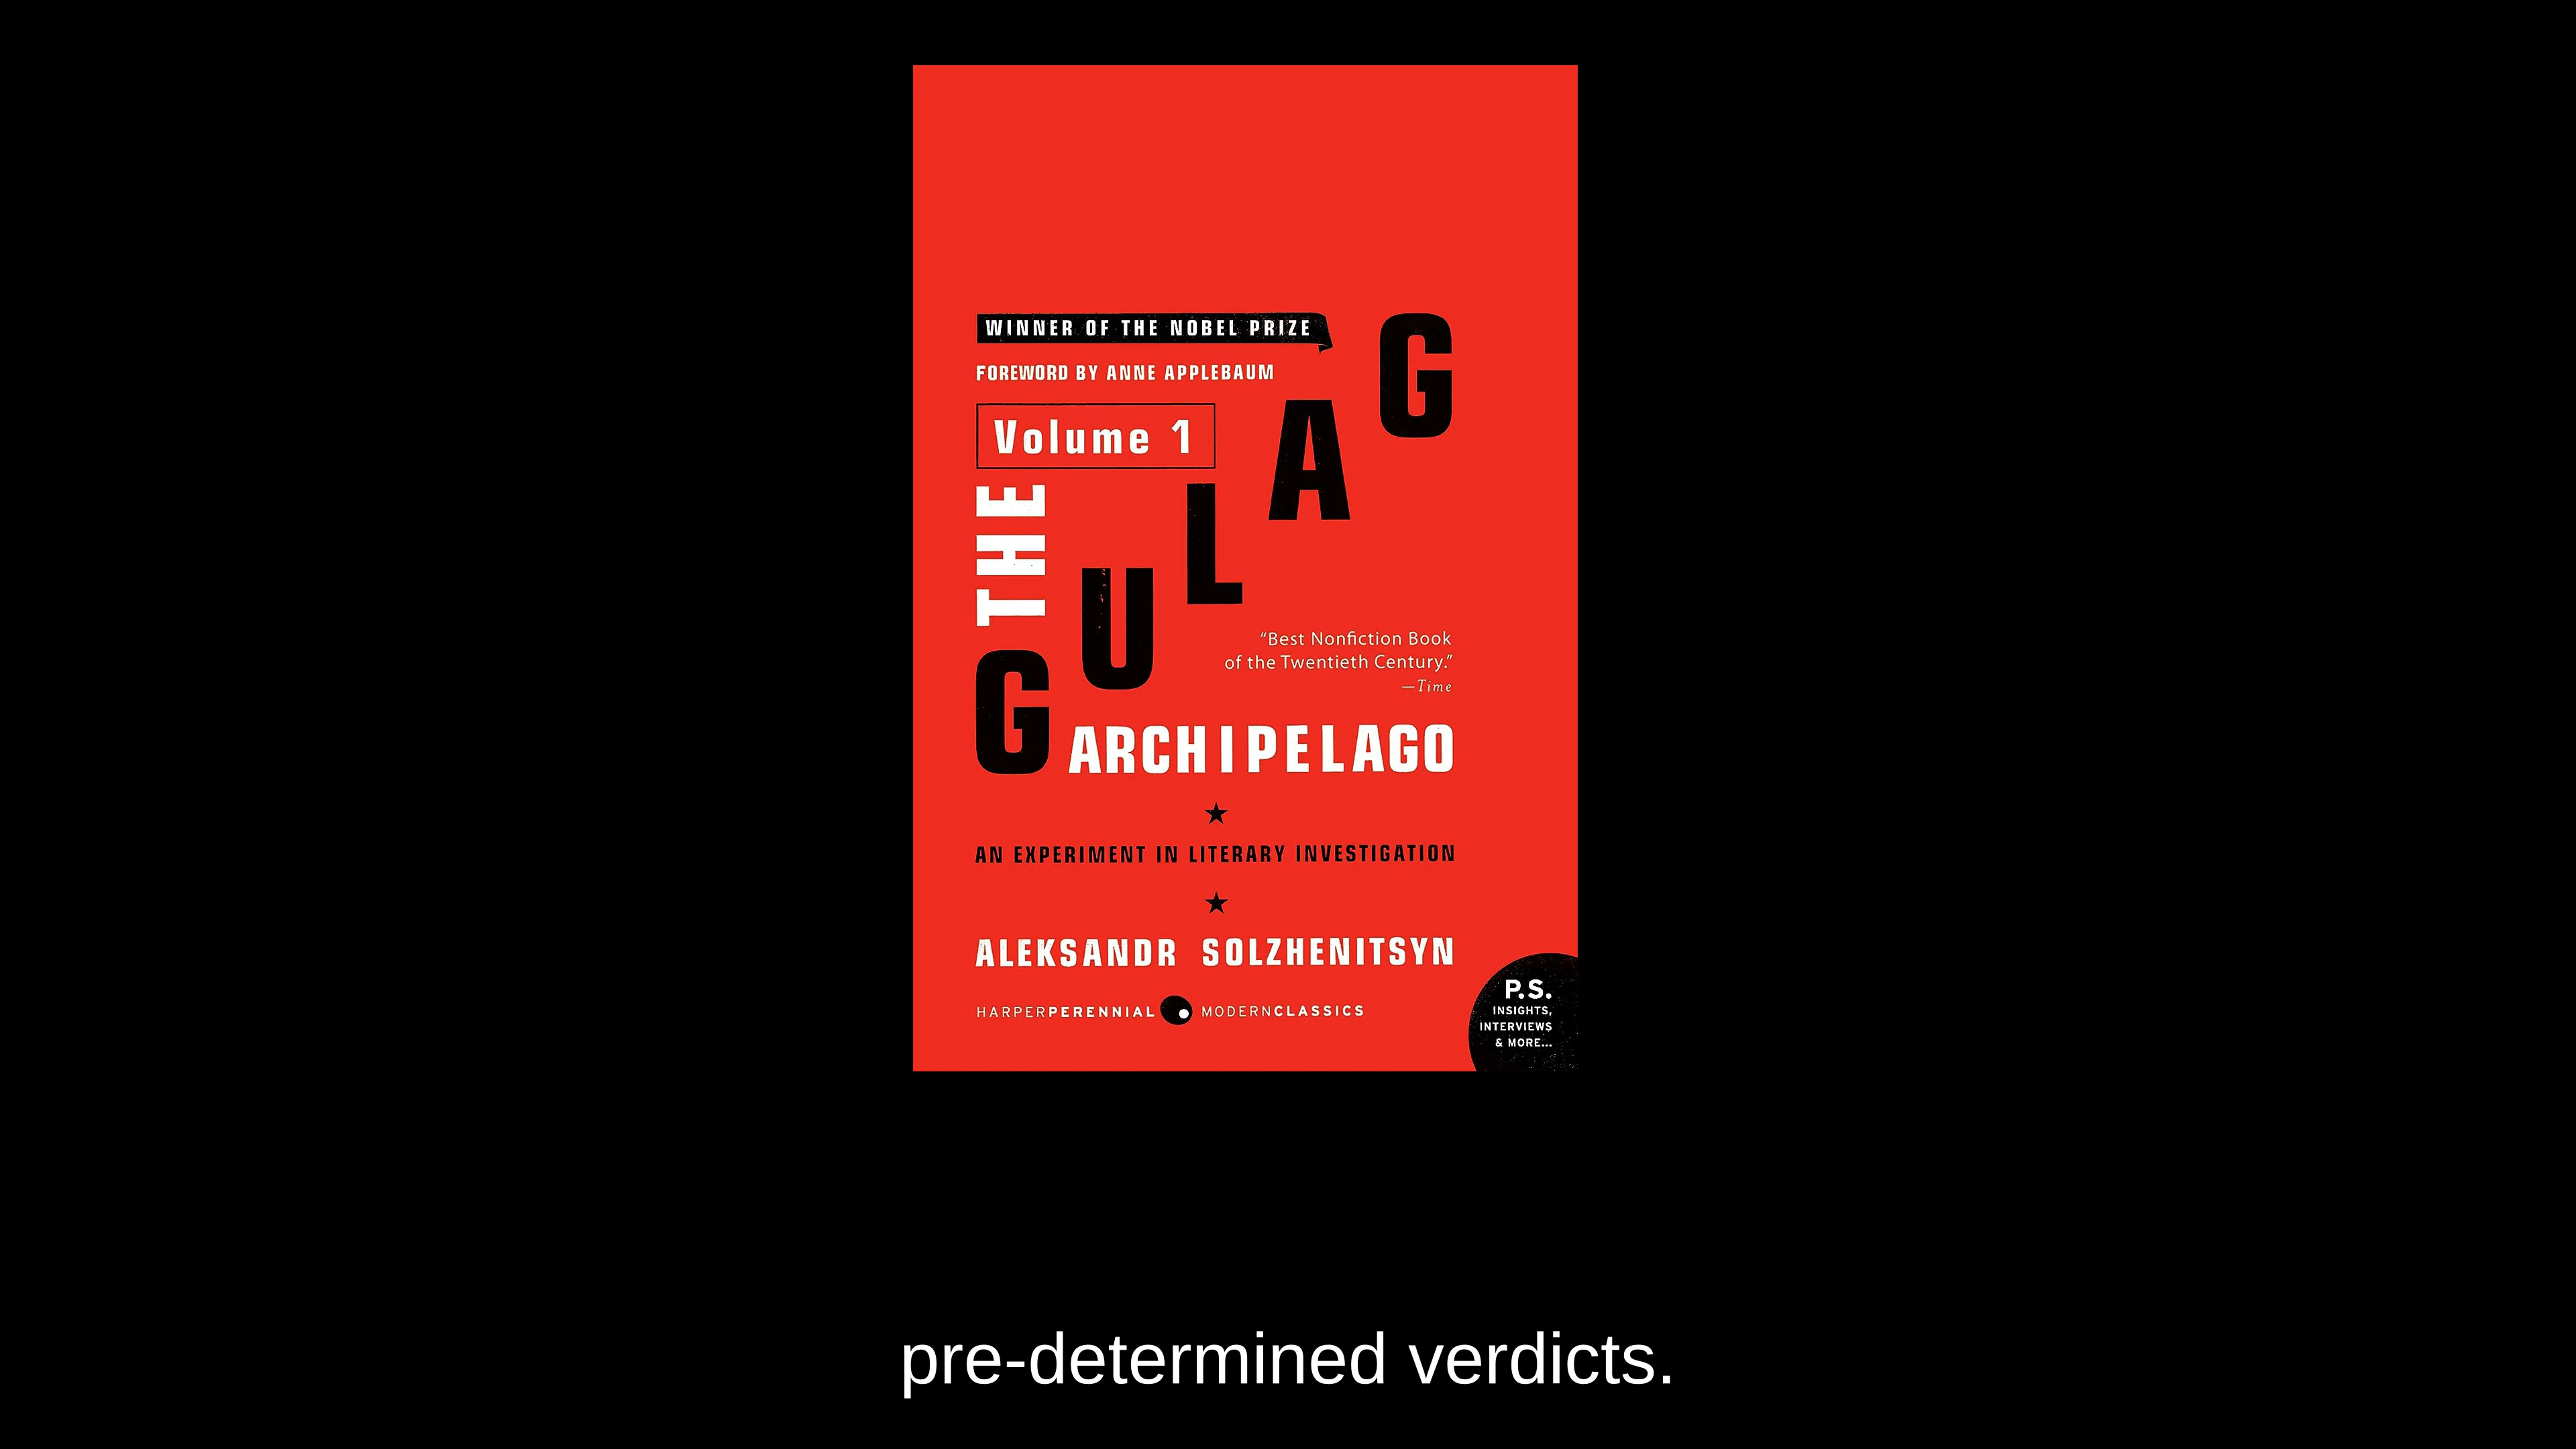 WINNER OF THE NOBEL PRIZE
FOREWORD BY ANNE APPLEBAUM
Volume 1
THE
GULAG
"Best Nonfiction Book
of the Twentieth Century."
—Time
ARCHIPELAGO
AN EXPERIMENT IN LITERARY INVESTIGATION
ALEKSANDR SOLZHENITSYN
HARPERPERENNIAL MODERNCLASSICS
P.S.
INSIGHTS,
INTERVIEWS
& MORE...
pre-determined verdicts.